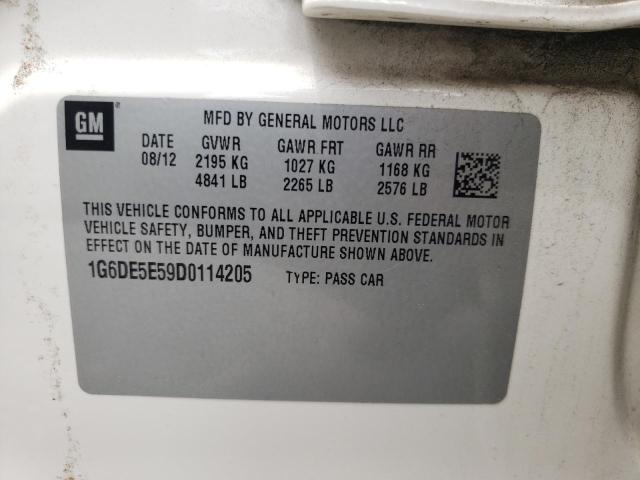 GM
MFD BY GENERAL MOTORS LLC
DATE GVWR GAWR FRT GAWR RR
08/12 2195 KG 1027 KG 1168 KG
4841 LB 2265 LB 2576 LB
THIS VEHICLE CONFORMS TO ALL APPLICABLE U.S. FEDERAL MOTOR
VEHICLE SAFETY, BUMPER, AND THEFT PREVENTION STANDARDS IN
EFFECT ON THE DATE OF MANUFACTURE SHOWN ABOVE.
1G6DE5E59D0114205 TYPE: PASS CAR